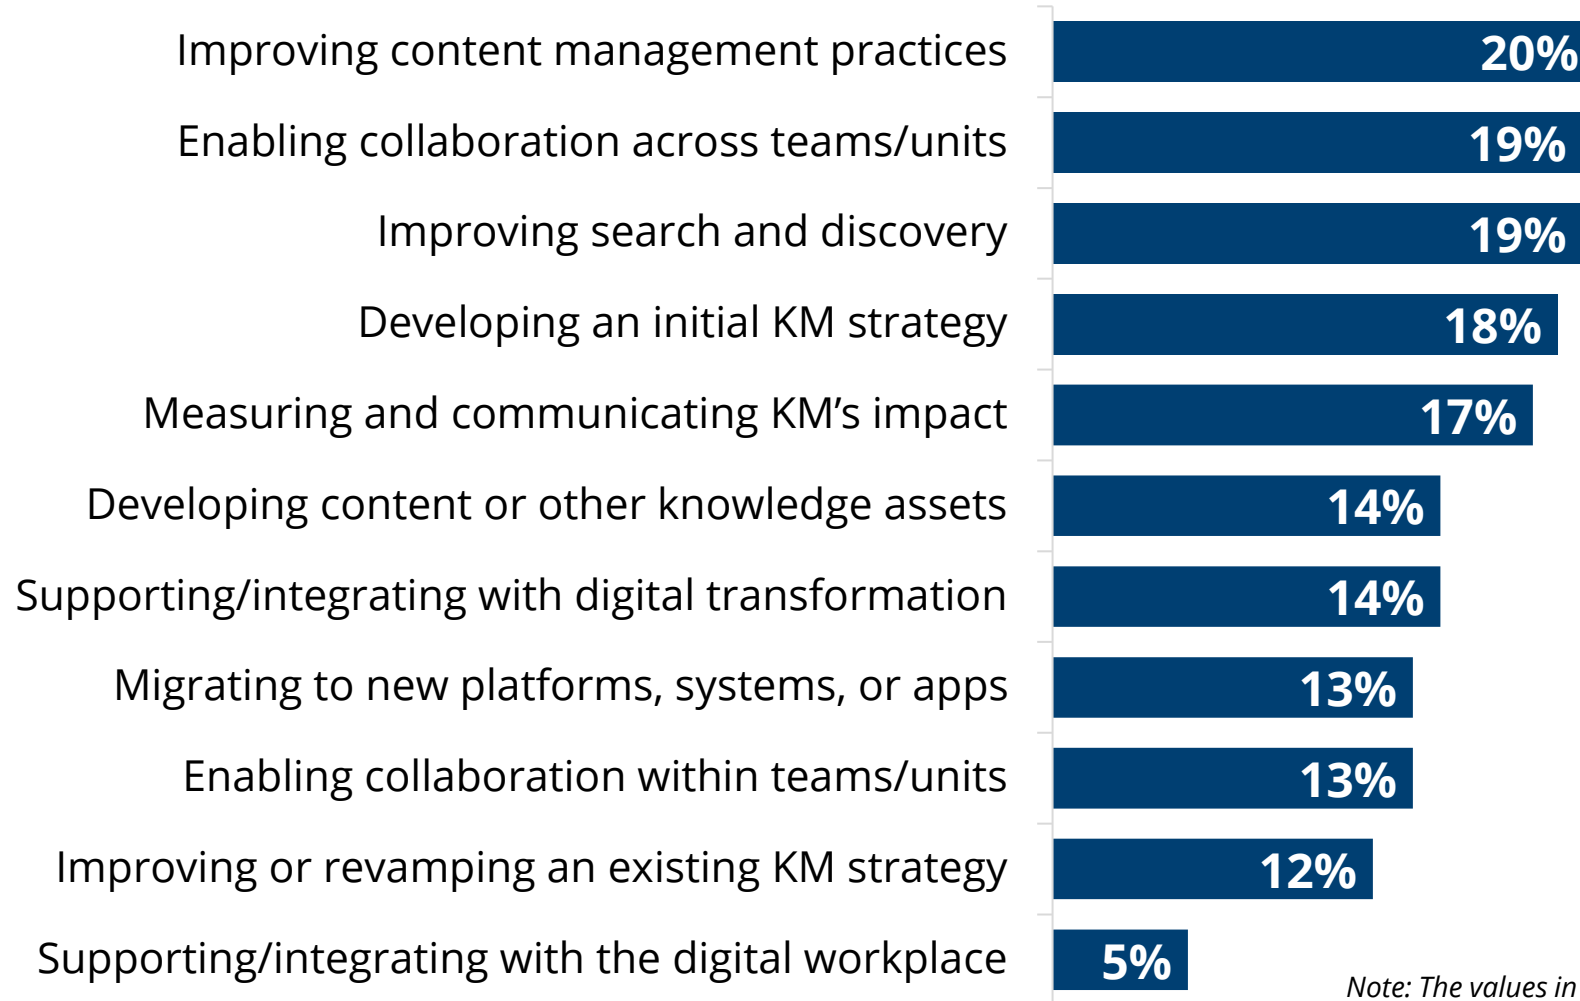 Improving content management practices 20%
Enabling collaboration across teams/units 19%
Improving search and discovery 19%
Developing an initial KM strategy 18%
Measuring and communicating KM’s impact 17%
Developing content or other knowledge assets 14%
Supporting/integrating with digital transformation 14%
Migrating to new platforms, systems, or apps 13%
Enabling collaboration within teams/units 13%
Improving or revamping an existing KM strategy 12%
Supporting/integrating with the digital workplace 5%
Note: The values in